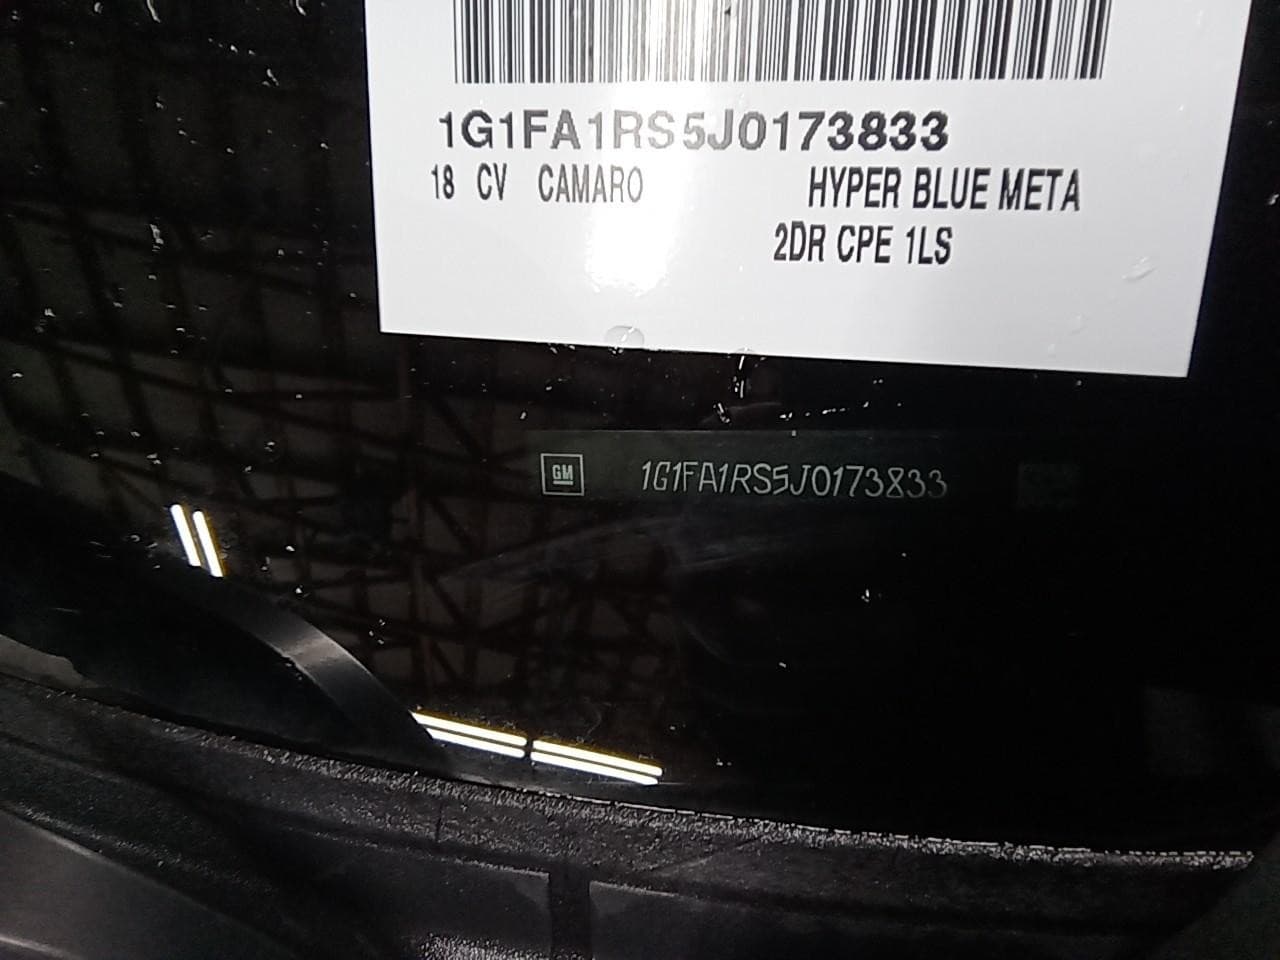 1G1FA1RS5J0173833
18 CV CAMARO HYPER BLUE META
2DR CPE 1LS
GM 1G1FA1RS5J0173833